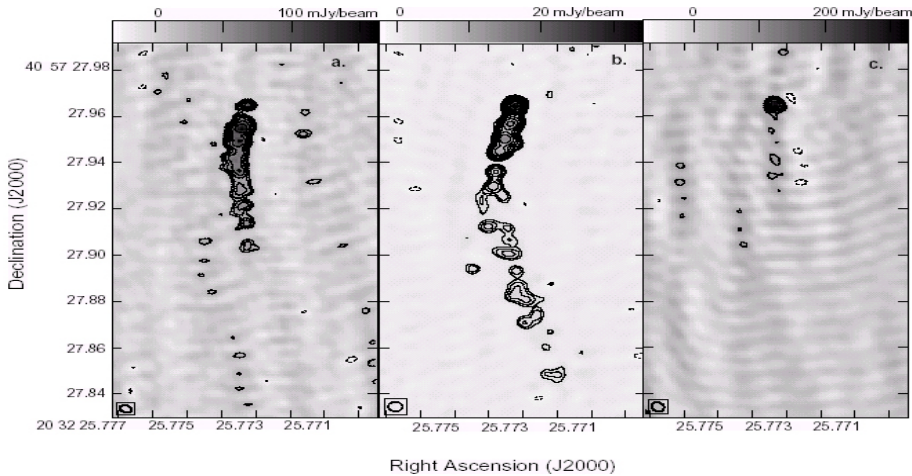 0 100 mJy/beam
0 20 mJy/beam
0 200 mJy/beam
a.
b.
c.
Declination (J2000)
40 57 27.98
27.96
27.94
27.92
27.90
27.88
27.86
27.84
20 32 25.777 25.775 25.773 25.771
25.775 25.773 25.771
25.775 25.773 25.771
Right Ascension (J2000)